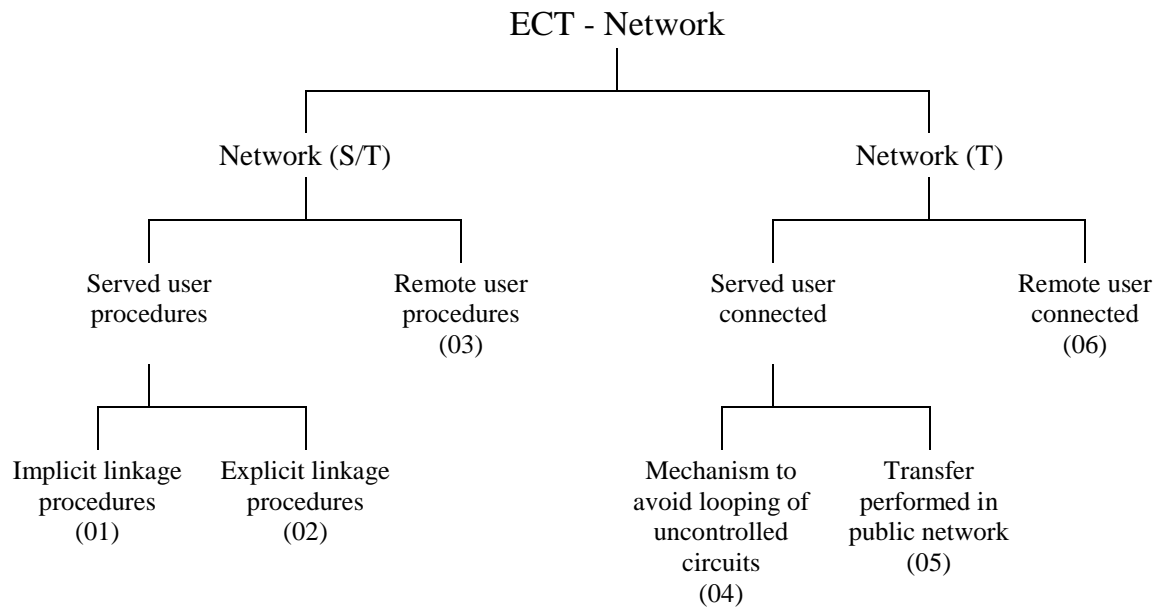 ECT - Network
Network (S/T)
Network (T)
Served user
procedures
Remote user
procedures
(03)
Served user
connected
Remote user
connected
(06)
Implicit linkage
procedures
(01)
Explicit linkage
procedures
(02)
Mechanism to
avoid looping of
uncontrolled
circuits
(04)
Transfer
performed in
public network
(05)